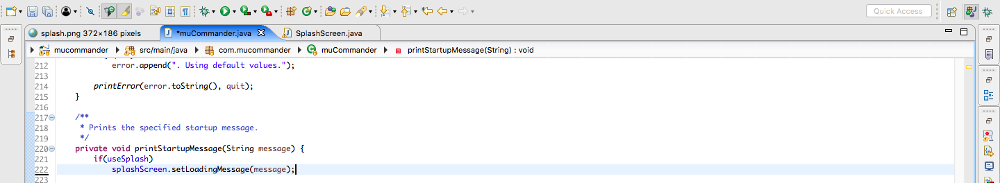 Quick Access
splash.png 372×186 pixels
*muCommander.java
SplashScreen.java
mucommander
src/main/java
com.mucommander
muCommander
printStartupMessage(String) : void
212 error.append(". Using default values.");
213
214 printError(error.toString(), quit);
215 }
216
217 /**
218 * Prints the specified startup message.
219 */
220 private void printStartupMessage(String message) {
221 if(useSplash)
222 splashScreen.setLoadingMessage(message);
223